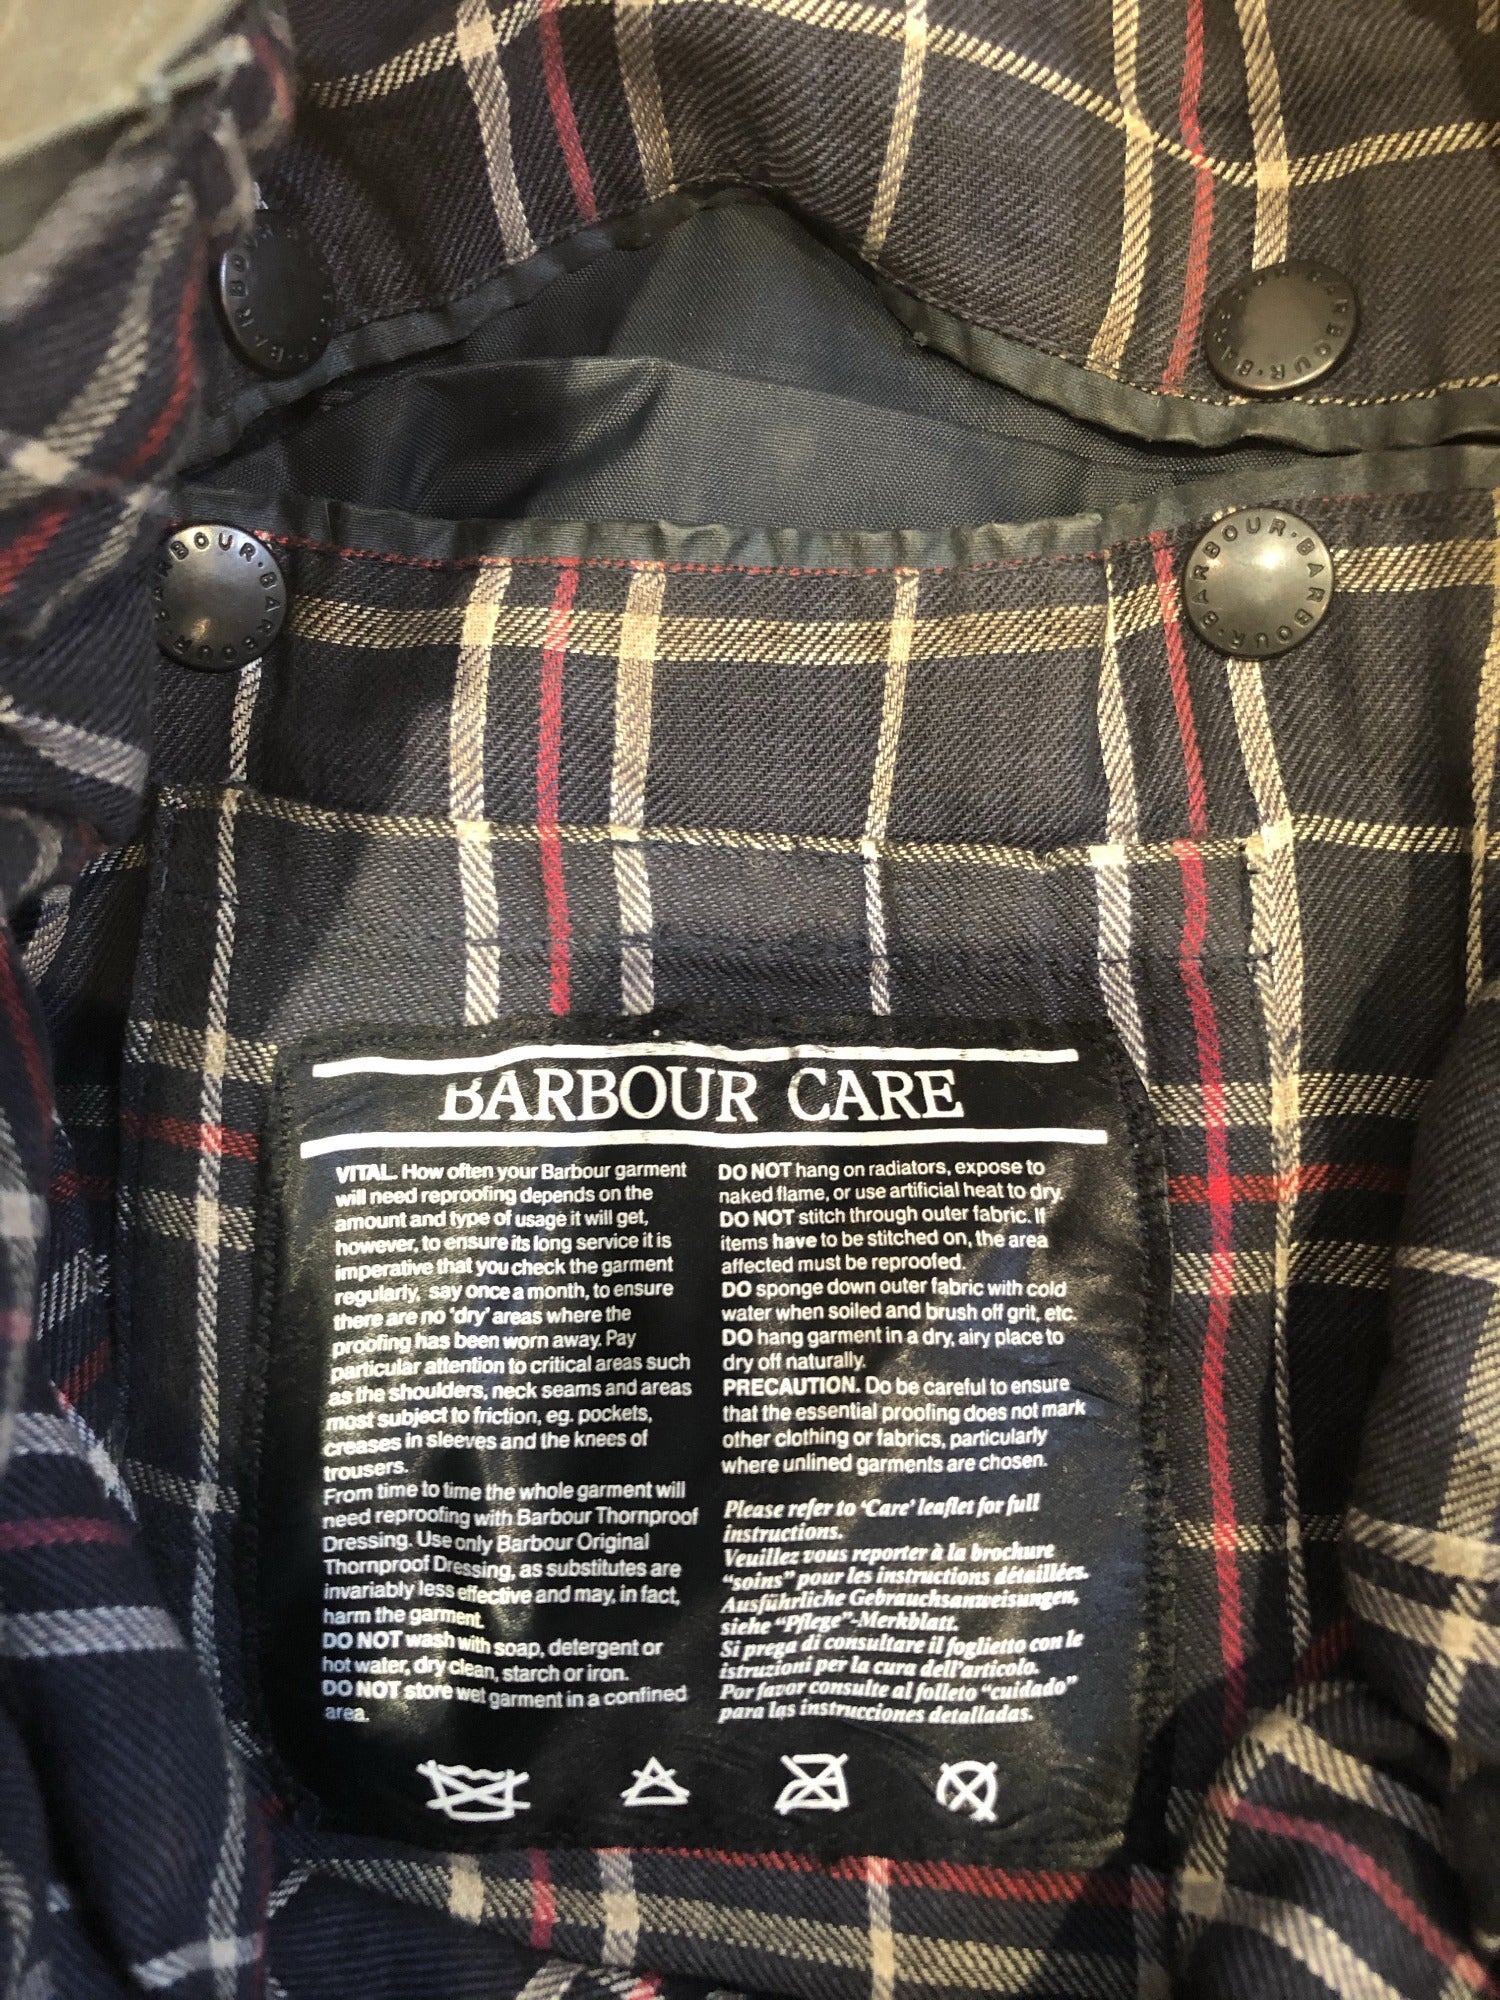 BARBOUR · BARBOUR
BARBOUR · BARBOUR
BARBOUR · BARBOUR
BARBOUR · BARBOUR
BARBOUR CARE
VITAL. How often your Barbour garment
will need reproofing depends on the
amount and type of usage it will get,
however, to ensure its long service it is
imperative that you check the garment
regularly, say once a month, to ensure
there are no 'dry' areas where the
proofing has been worn away. Pay
particular attention to critical areas such
as the shoulders, neck seams and areas
most subject to friction, eg. pockets,
creases in sleeves and the knees of
trousers.
From time to time the whole garment will
need reproofing with Barbour Thornproof
Dressing. Use only Barbour Original
Thornproof Dressing, as substitutes are
invariably less effective and may, in fact,
harm the garment.
DO NOT wash with soap, detergent or
hot water, dry clean, starch or iron.
DO NOT store wet garment in a confined
area.
DO NOT hang on radiators, expose to
naked flame, or use artificial heat to dry.
DO NOT stitch through outer fabric. If
items have to be stitched on, the area
affected must be reproofed.
DO sponge down outer fabric with cold
water when soiled and brush off grit, etc.
DO hang garment in a dry, airy place to
dry off naturally.
PRECAUTION. Do be careful to ensure
that the essential proofing does not mark
other clothing or fabrics, particularly
where unlined garments are chosen.
Please refer to 'Care' leaflet for full
instructions.
Veuillez vous reporter à la brochure
"soins" pour les instructions détaillées.
Ausführliche Gebrauchsanweisungen,
siehe "Pflege"-Merkblatt.
Si prega di consultare il foglietto con le
istruzioni per la cura dell'articolo.
Por favor consulte al folleto "cuidado"
para las instrucciones detalladas.